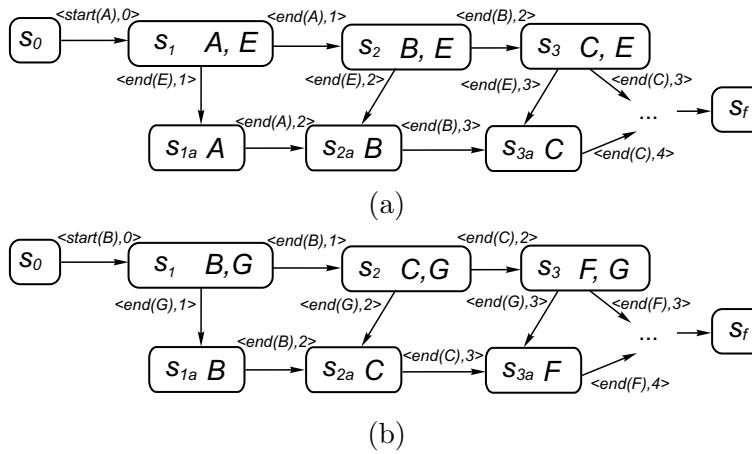 <start(A),0> <end(A),1> <end(B),2>
s0 s1 A, E s2 B, E s3 C, E
<end(E),1> <end(E),2> <end(E),3> <end(C),3>
... sf
<end(A),2> <end(B),3>
s1a A s2a B s3a C <end(C),4>
(a)
<start(B),0> <end(B),1> <end(C),2>
s0 s1 B,G s2 C,G s3 F, G
<end(G),1> <end(G),2> <end(G),3> <end(F),3>
... sf
<end(B),2> <end(C),3>
s1a B s2a C s3a F <end(F),4>
(b)